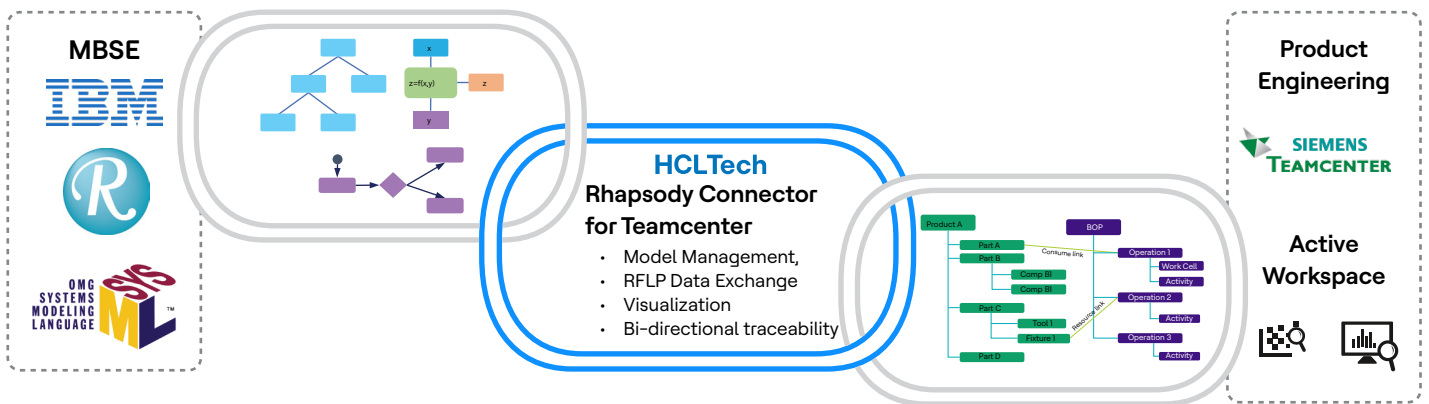 MBSE
IBM
R
OMG
SYSTEMS
MODELING
LANGUAGE
SYS
ML
™
x
z=f(x,y)
z
y
HCLTech
Rhapsody Connector
for Teamcenter
• Model Management,
• RFLP Data Exchange
• Visualization
• Bi-directional traceability
Product A
Part A
Part B
Comp BI
Comp BI
Part C
Tool 1
Fixture 1
Part D
Consume link
Resource link
BOP
Operation 1
Work Cell
Activity
Operation 2
Activity
Operation 3
Activity
Product
Engineering
SIEMENS
TEAMCENTER
Active
Workspace